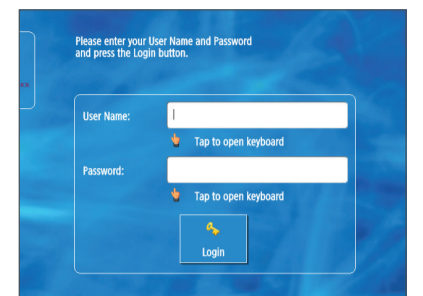 Please enter your User Name and Password
and press the Login button.
User Name:
Tap to open keyboard
Password:
Tap to open keyboard
Login